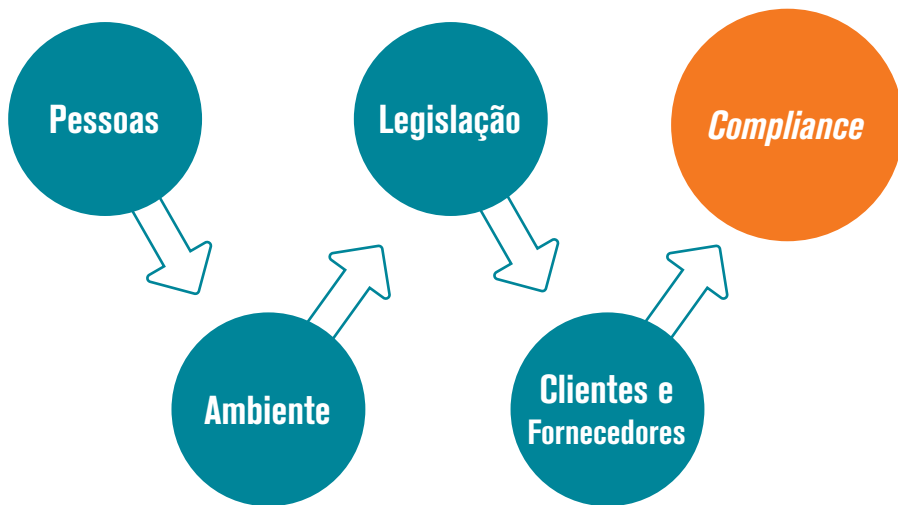 Pessoas
Ambiente
Legislação
Clientes e
Fornecedores
Compliance